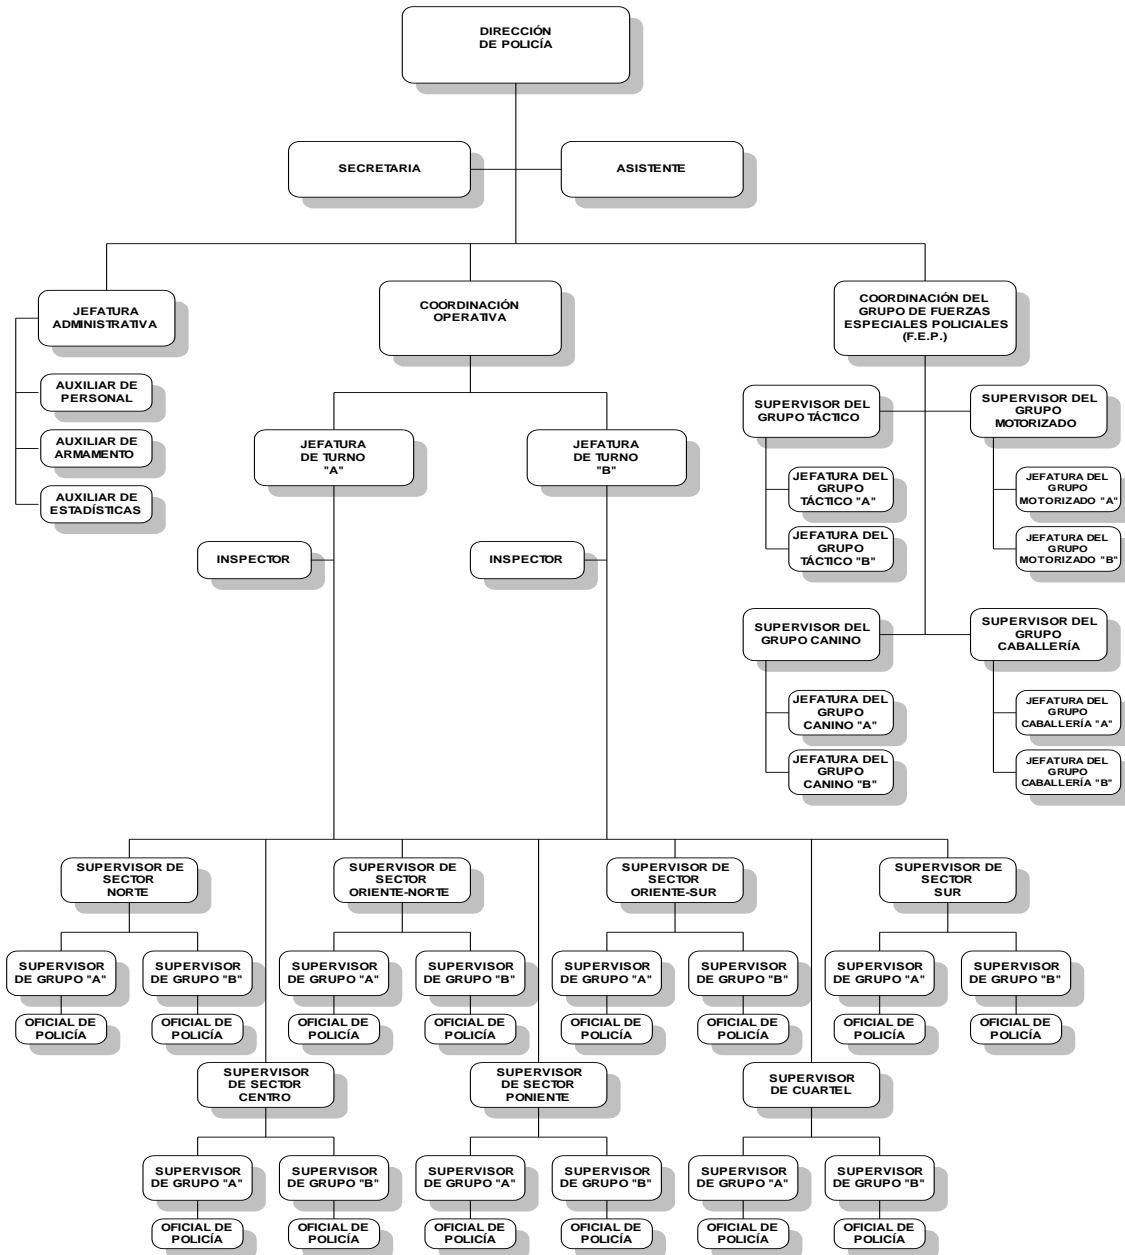 DIRECCIÓN
DE POLICÍA
SECRETARIA
ASISTENTE
JEFATURA
ADMINISTRATIVA
COORDINACIÓN
OPERATIVA
COORDINACIÓN DEL
GRUPO DE FUERZAS
ESPECIALES POLICIALES
(F.E.P.)
AUXILIAR DE
PERSONAL
AUXILIAR DE
ARMAMENTO
AUXILIAR DE
ESTADÍSTICAS
JEFATURA
DE TURNO
"A"
JEFATURA
DE TURNO
"B"
INSPECTOR
INSPECTOR
SUPERVISOR DEL
GRUPO TÁCTICO
JEFATURA DEL
GRUPO
TÁCTICO "A"
JEFATURA DEL
GRUPO
TÁCTICO "B"
SUPERVISOR DEL
GRUPO
MOTORIZADO
JEFATURA DEL
GRUPO
MOTORIZADO "A"
JEFATURA DEL
GRUPO
MOTORIZADO "B"
SUPERVISOR DEL
GRUPO CANINO
JEFATURA DEL
GRUPO
CANINO "A"
JEFATURA DEL
GRUPO
CANINO "B"
SUPERVISOR DEL
GRUPO
CABALLERÍA
JEFATURA DEL
GRUPO
CABALLERÍA "A"
JEFATURA DEL
GRUPO
CABALLERÍA "B"
SUPERVISOR DE
SECTOR
NORTE
SUPERVISOR DE
SECTOR
ORIENTE-NORTE
SUPERVISOR DE
SECTOR
ORIENTE-SUR
SUPERVISOR DE
SECTOR
SUR
SUPERVISOR
DE GRUPO "A"
SUPERVISOR
DE GRUPO "B"
SUPERVISOR
DE GRUPO "A"
SUPERVISOR
DE GRUPO "B"
SUPERVISOR
DE GRUPO "A"
SUPERVISOR
DE GRUPO "B"
SUPERVISOR
DE GRUPO "A"
SUPERVISOR
DE GRUPO "B"
OFICIAL DE
POLICÍA
OFICIAL DE
POLICÍA
OFICIAL DE
POLICÍA
OFICIAL DE
POLICÍA
OFICIAL DE
POLICÍA
OFICIAL DE
POLICÍA
OFICIAL DE
POLICÍA
OFICIAL DE
POLICÍA
SUPERVISOR
DE SECTOR
CENTRO
SUPERVISOR
DE SECTOR
PONIENTE
SUPERVISOR
DE CUARTEL
SUPERVISOR
DE GRUPO "A"
SUPERVISOR
DE GRUPO "B"
SUPERVISOR
DE GRUPO "A"
SUPERVISOR
DE GRUPO "B"
SUPERVISOR
DE GRUPO "A"
SUPERVISOR
DE GRUPO "B"
OFICIAL DE
POLICÍA
OFICIAL DE
POLICÍA
OFICIAL DE
POLICÍA
OFICIAL DE
POLICÍA
OFICIAL DE
POLICÍA
OFICIAL DE
POLICÍA